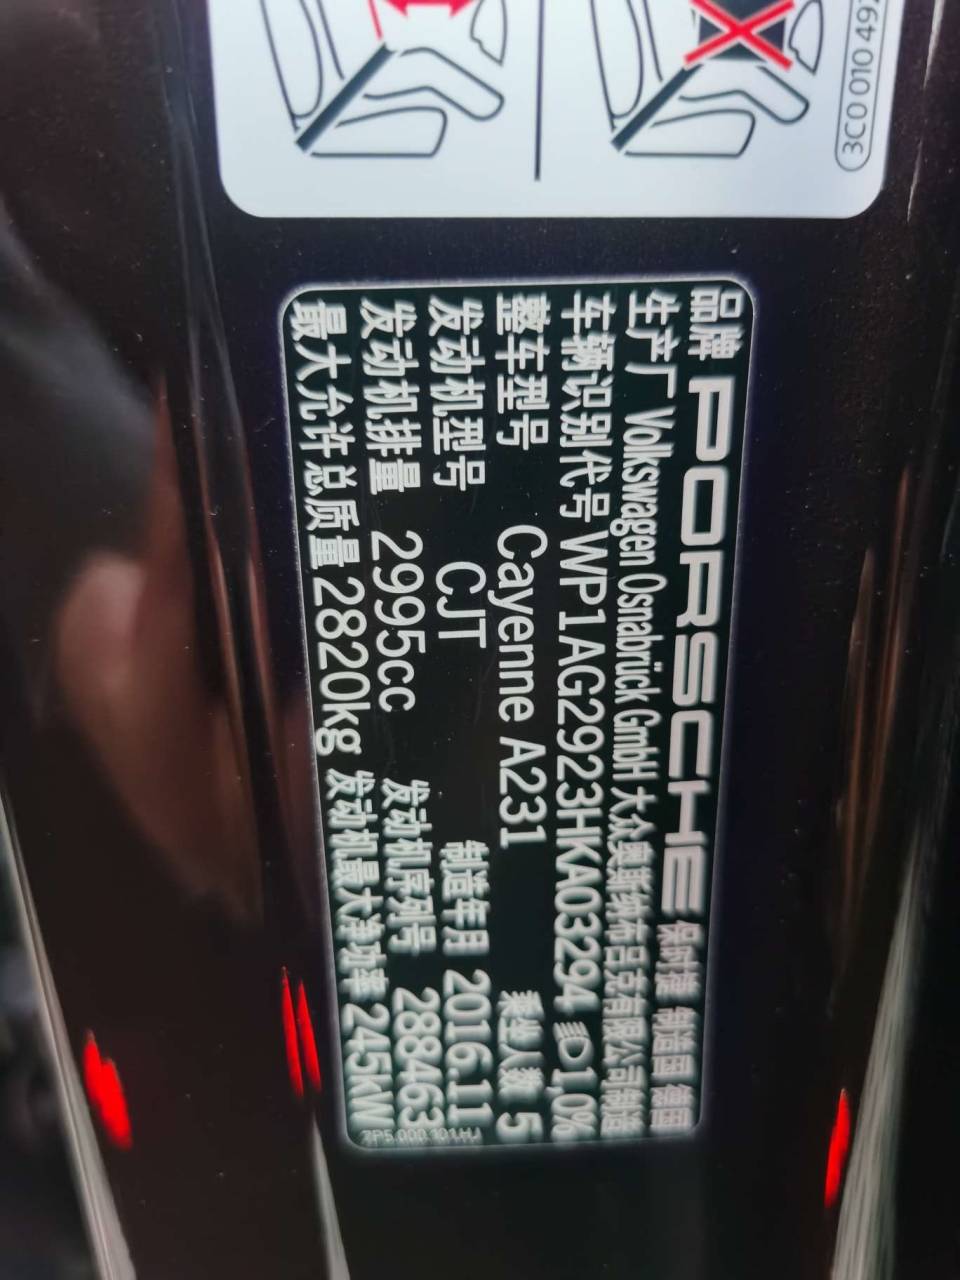 3C0 010 492
品牌 PORSCHE 保时捷 制造国 德国
生产厂 Volkswagen Osnabrück GmbH 大众奥斯纳布吕克有限公司制造
车辆识别代号 WP1AG2923HKA03294 1,0%
整车型号 Cayenne A231 乘坐人数 5
发动机型号 CJT 制造年月 2016.11
发动机排量 2995cc 发动机序列号 288463
最大允许总质量 2820kg 发动机最大净功率 245kW